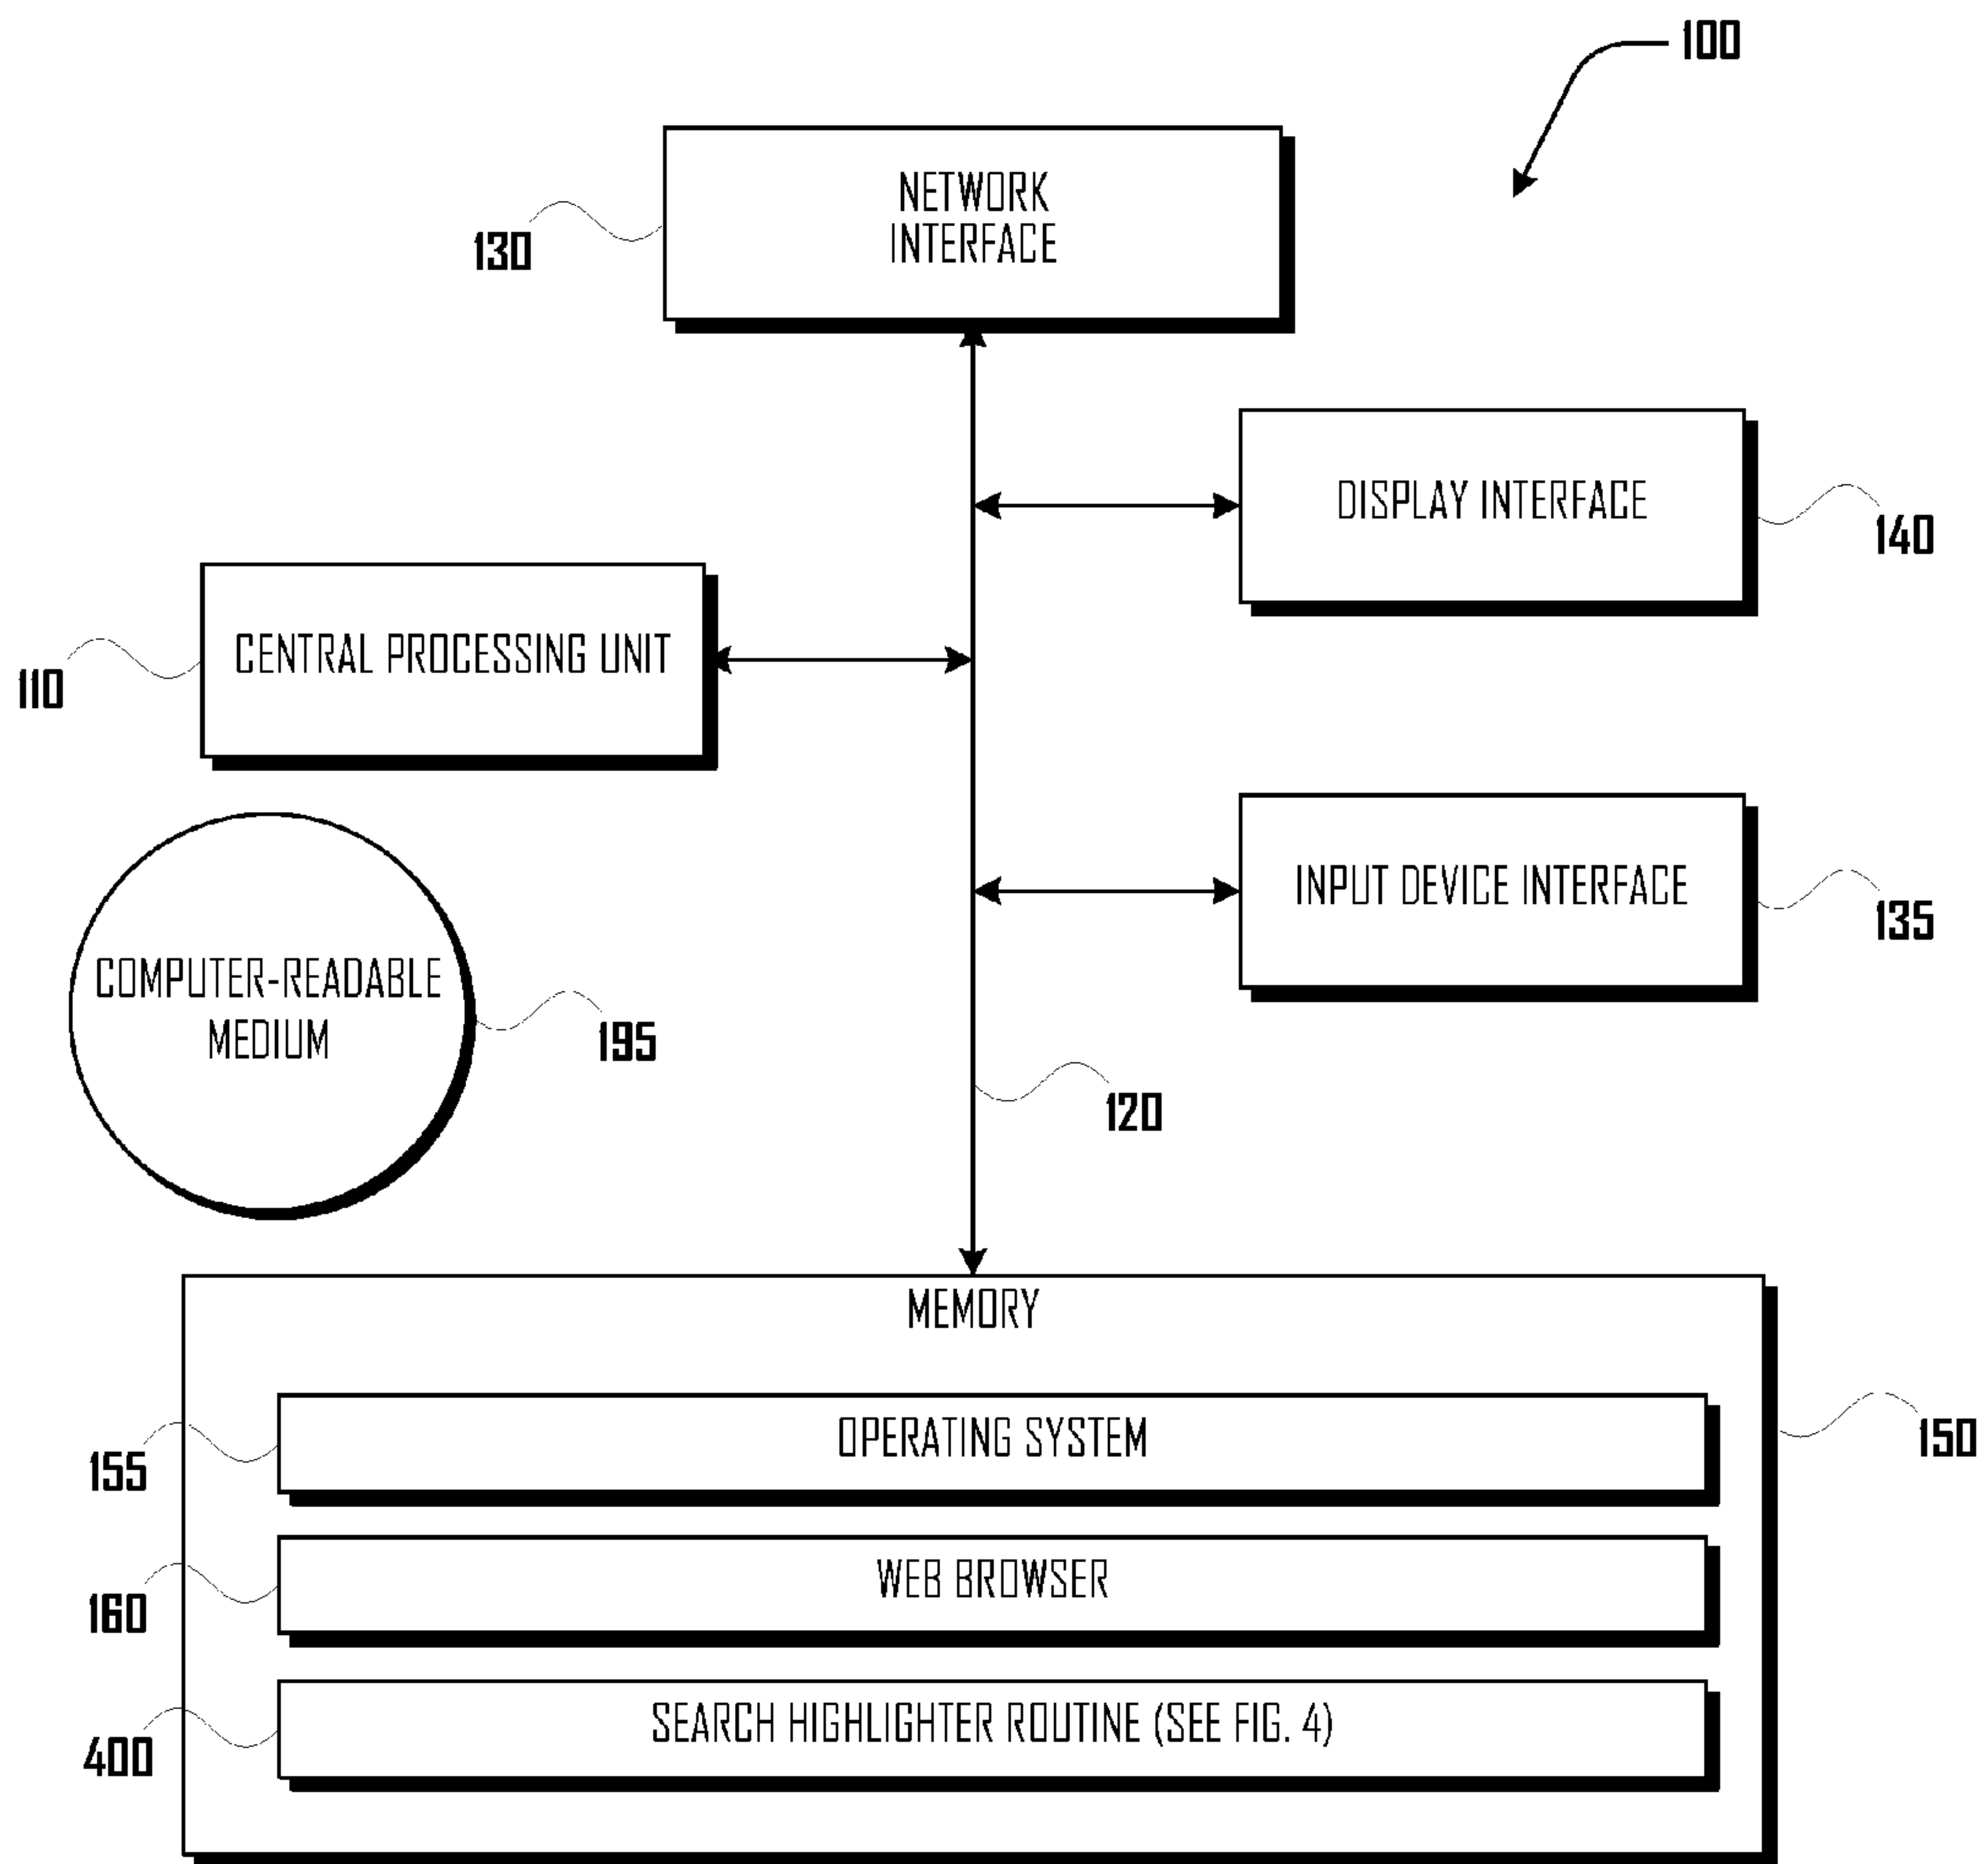 100
NETWORK
INTERFACE
130
DISPLAY INTERFACE
140
CENTRAL PROCESSING UNIT
110
INPUT DEVICE INTERFACE
135
COMPUTER-READABLE
MEDIUM
195
120
MEMORY
150
OPERATING SYSTEM
155
WEB BROWSER
160
SEARCH HIGHLIGHTER ROUTINE (SEE FIG. 4)
400